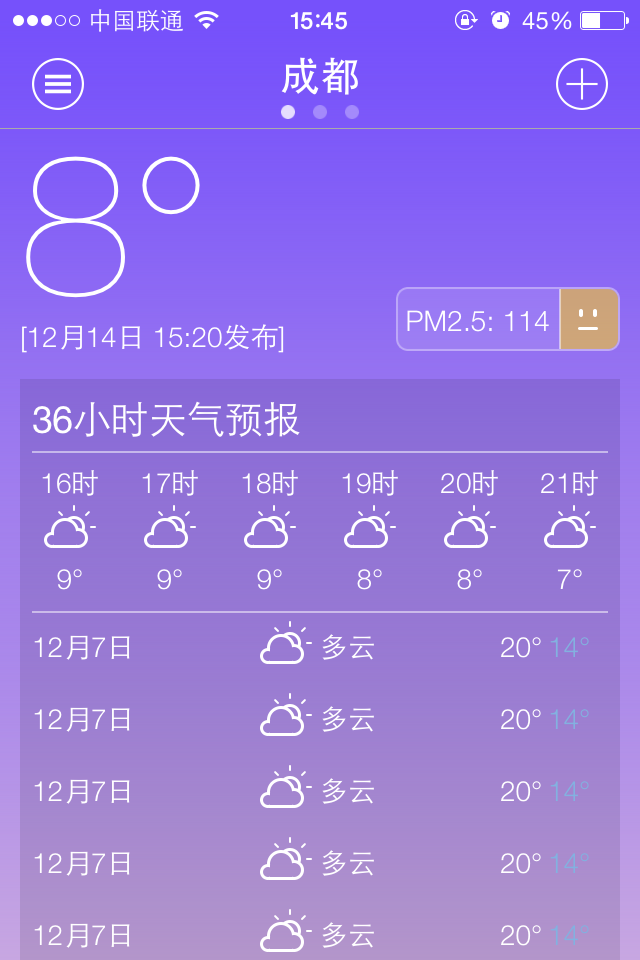 中国联通 15:45 45%
成都
8°
[12月14日 15:20发布]
PM2.5: 114
36小时天气预报
16时 17时 18时 19时 20时 21时
9° 9° 9° 8° 8° 7°
12月7日 多云 20° 14°
12月7日 多云 20° 14°
12月7日 多云 20° 14°
12月7日 多云 20° 14°
12月7日 多云 20° 14°